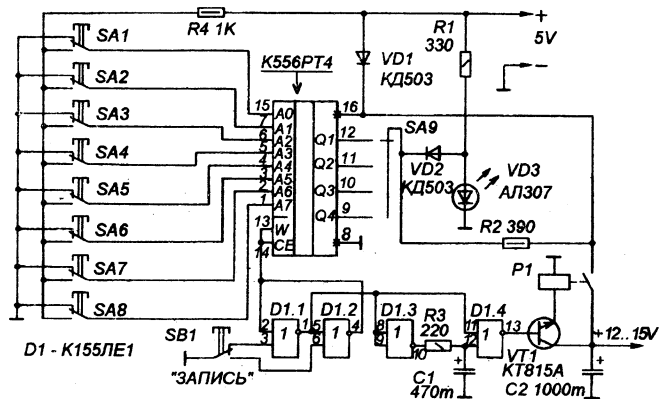 R4 1K
+
5V
–
R1
330
VD1
КД503
К556РТ4
SA1
SA2
SA3
SA4
SA5
SA6
SA7
SA8
15 A0
7 A1
6 A2
5 A3
4 A4
3 A5
2 A6
1 A7
13 W
14 CE
16
Q1 12
Q2 11
Q3 10
Q4 9
8
SA9
VD2
КД503
VD3
АЛ307
R2 390
P1
D1.1
D1.2
D1.3
D1.4
R3
220
2
3
1
1
5
6
1
4
8
9
1
10
11
12
1
13
SB1
"ЗАПИСЬ"
D1 - К155ЛЕ1
C1
470m
VT1
КТ815А
C2 1000m
+12...15V
+
+